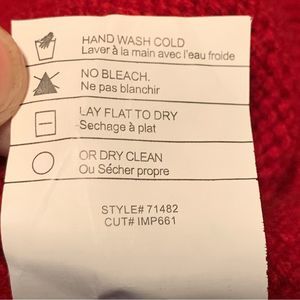 HAND WASH COLD
Laver à la main avec l'eau froide
NO BLEACH.
Ne pas blanchir
LAY FLAT TO DRY
Sechage à plat
OR DRY CLEAN
Ou Sécher propre
STYLE# 71482
CUT# IMP661